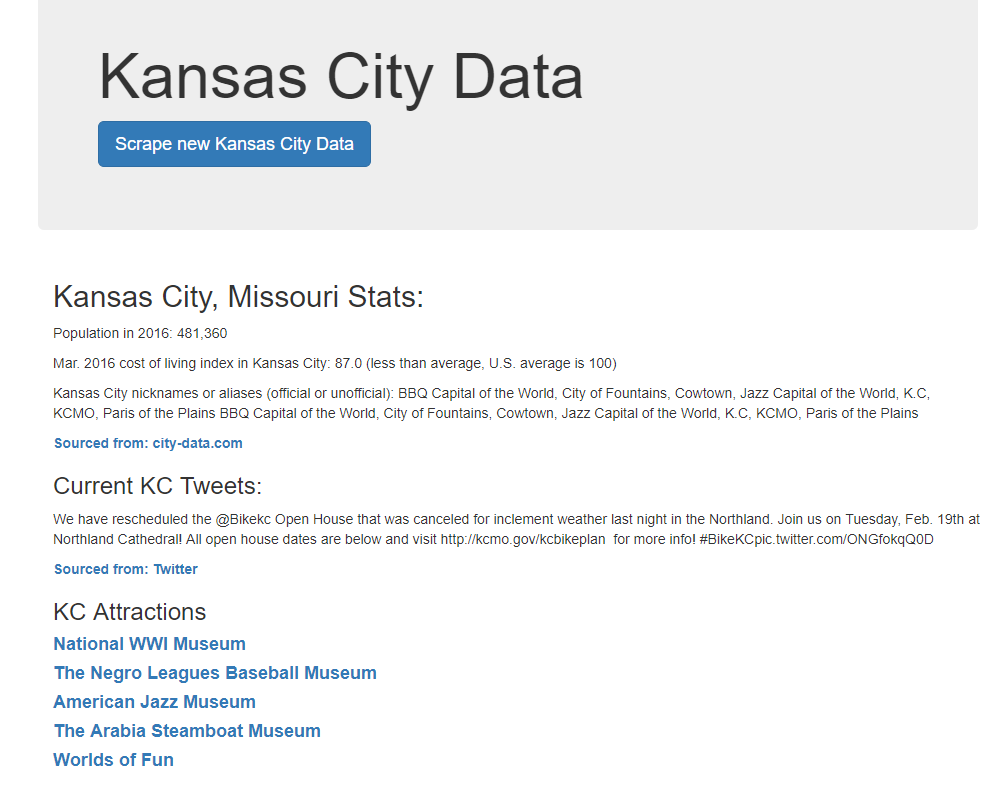 Kansas City Data
Scrape new Kansas City Data
Kansas City, Missouri Stats:
Population in 2016: 481,360
Mar. 2016 cost of living index in Kansas City: 87.0 (less than average, U.S. average is 100)
Kansas City nicknames or aliases (official or unofficial): BBQ Capital of the World, City of Fountains, Cowtown, Jazz Capital of the World, K.C,
KCMO, Paris of the Plains BBQ Capital of the World, City of Fountains, Cowtown, Jazz Capital of the World, K.C, KCMO, Paris of the Plains
Sourced from: city-data.com
Current KC Tweets:
We have rescheduled the @Bikekc Open House that was canceled for inclement weather last night in the Northland. Join us on Tuesday, Feb. 19th at
Northland Cathedral! All open house dates are below and visit http://kcmo.gov/kcbikeplan  for more info! #BikeKCpic.twitter.com/ONGfokqQ0D
Sourced from: Twitter
KC Attractions
National WWI Museum
The Negro Leagues Baseball Museum
American Jazz Museum
The Arabia Steamboat Museum
Worlds of Fun